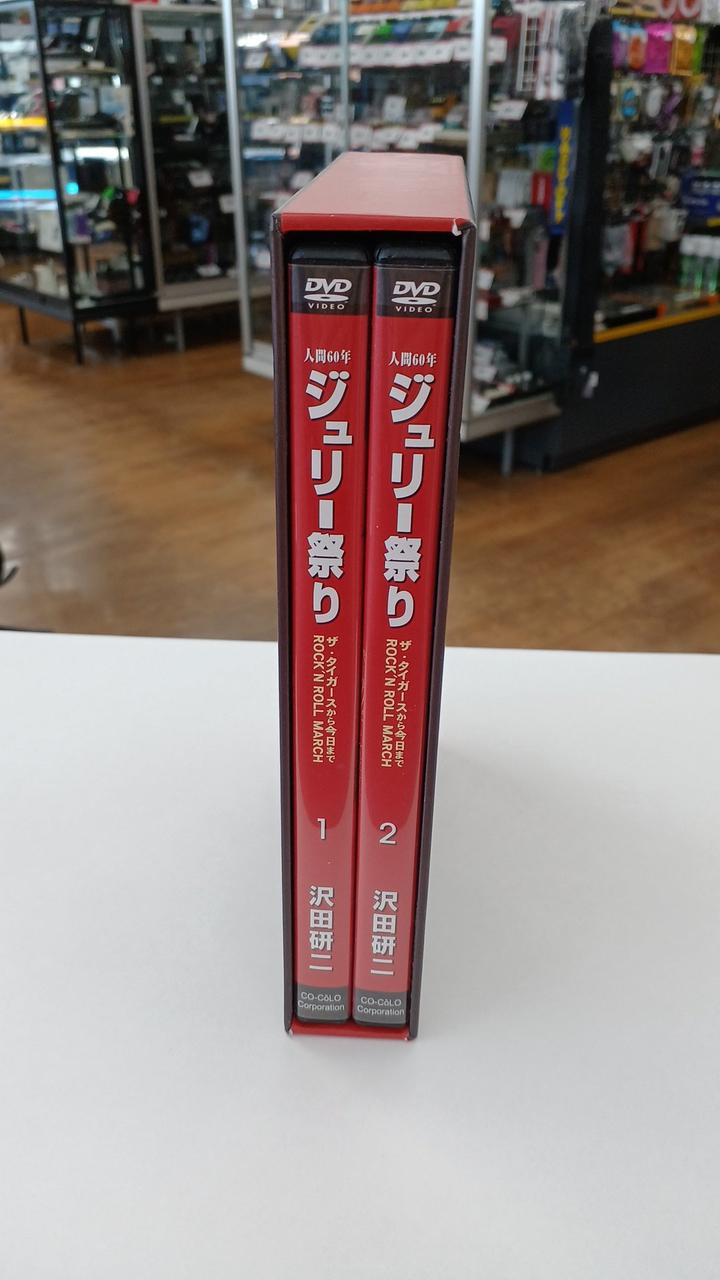 DVD
VIDEO
人間60年
ジュリー祭り
ザ・タイガースから今日まで
ROCK'N ROLL MARCH
1
沢田研二
CO-CóLO
Corporation
DVD
VIDEO
人間60年
ジュリー祭り
ザ・タイガースから今日まで
ROCK'N ROLL MARCH
2
沢田研二
CO-CóLO
Corporation